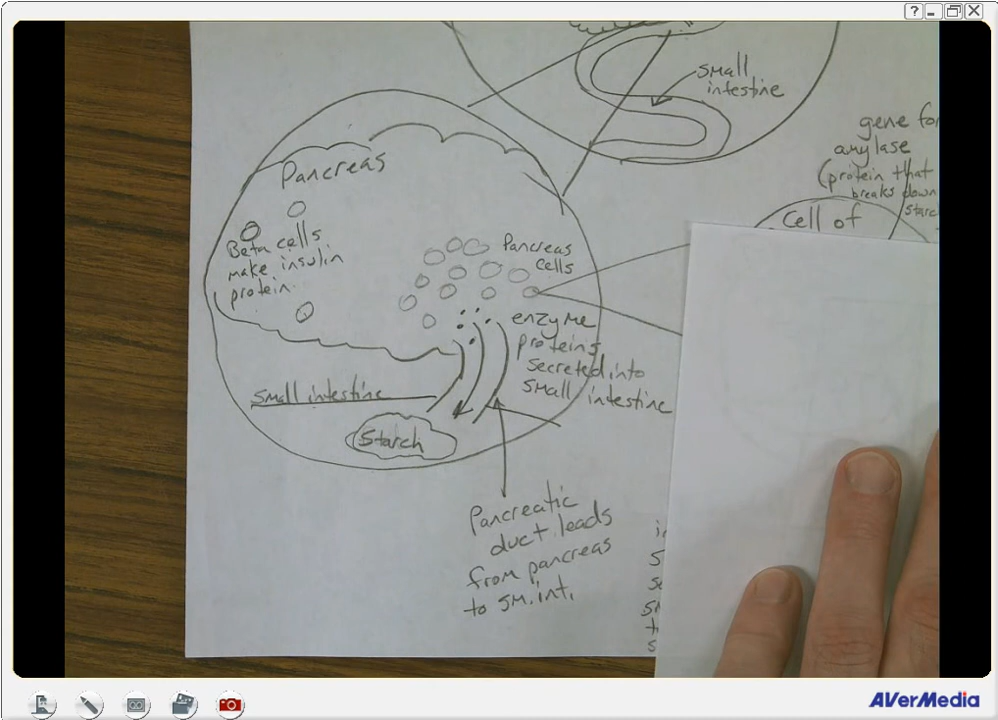 small
intestine
gene for
amylase
(protein that
breaks down
starch
Cell of
Pancreas
Beta cells
make insulin
protein
Pancreas
cells
enzyme
proteins
secreted into
small intestine
small intestine
Starch
Pancreatic
duct leads
from pancreas
to sm. int.
AVerMedia